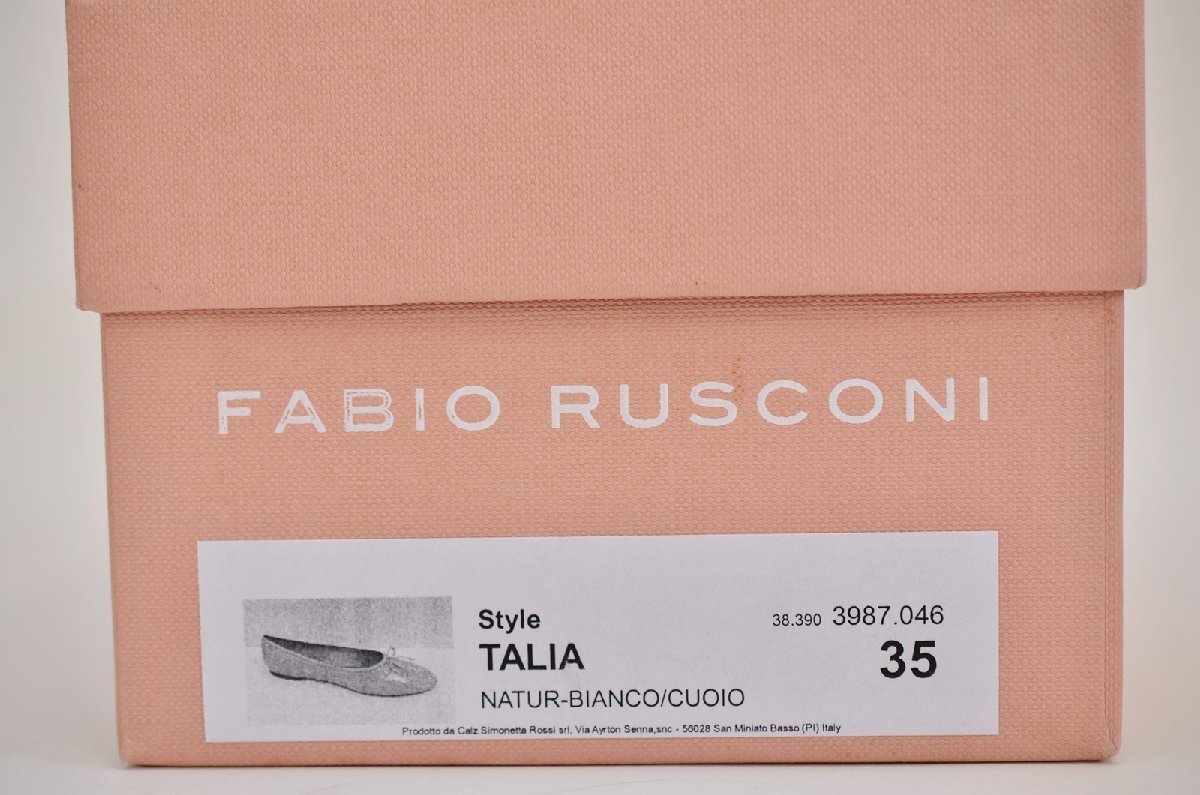 FABIO RUSCONI
Style
38.390 3987.046
TALIA
35
NATUR-BIANCO/CUOIO
Prodotto da Calz.Simonetta Rossi srl, Via Ayrton Senna,snc - 56028 San Miniato Basso (PI) Italy